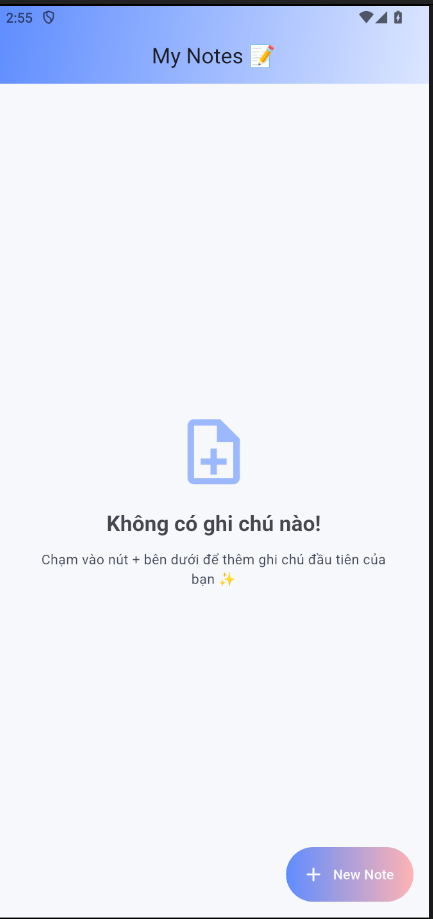 2:55
My Notes 📝
Không có ghi chú nào!
Chạm vào nút + bên dưới để thêm ghi chú đầu tiên của
bạn ✨
+ New Note